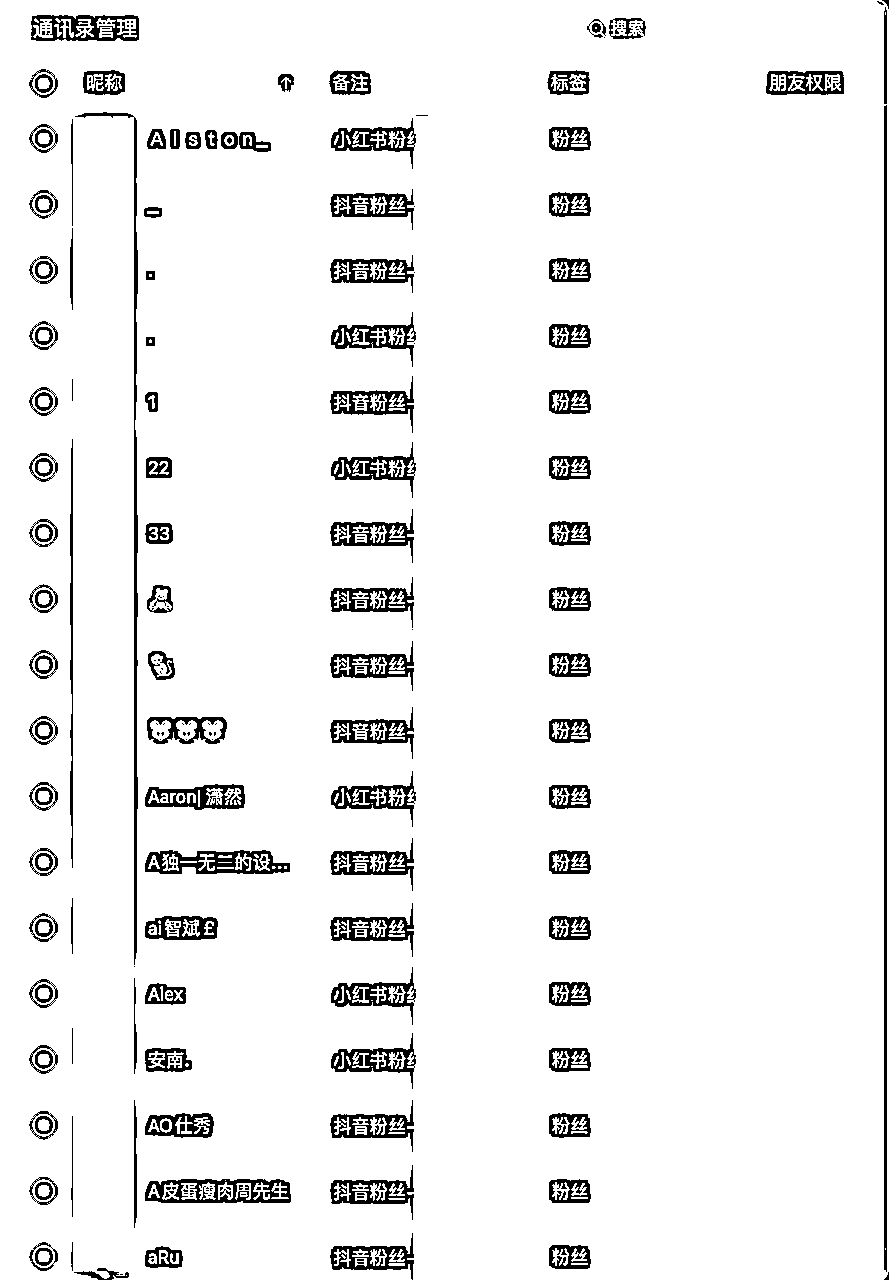 通讯录管理 搜索
昵称 ↑ 备注 标签 朋友权限
Alston_ 小红书粉丝 粉丝
_ 抖音粉丝- 粉丝
. 抖音粉丝- 粉丝
. 小红书粉丝 粉丝
1 抖音粉丝- 粉丝
22 小红书粉丝 粉丝
33 抖音粉丝- 粉丝
抖音粉丝- 粉丝
抖音粉丝- 粉丝
🐭🐭🐭 抖音粉丝- 粉丝
Aaron| 潇然 小红书粉丝 粉丝
A独一无二的设... 抖音粉丝- 粉丝
ai智斌£ 抖音粉丝- 粉丝
Alex 小红书粉丝 粉丝
安南. 小红书粉丝 粉丝
AO仕秀 抖音粉丝- 粉丝
A皮蛋瘦肉周先生 抖音粉丝- 粉丝
aRu 抖音粉丝- 粉丝